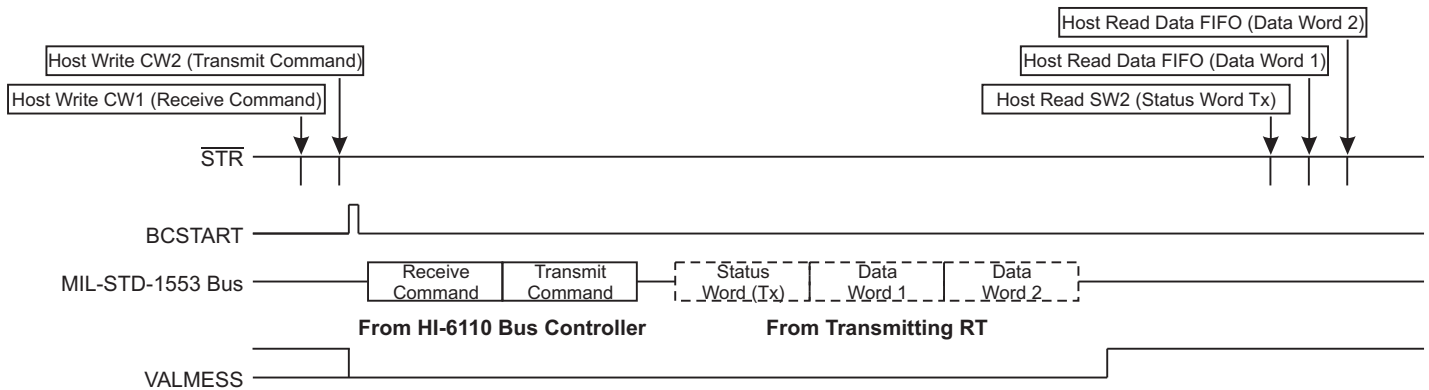 Host Read Data FIFO (Data Word 2)
Host Write CW2 (Transmit Command)
Host Read Data FIFO (Data Word 1)
Host Write CW1 (Receive Command)
Host Read SW2 (Status Word Tx)
STR
BCSTART
MIL-STD-1553 Bus
Receive
Command
Transmit
Command
Status
Word (Tx)
Data
Word 1
Data
Word 2
From HI-6110 Bus Controller
From Transmitting RT
VALMESS